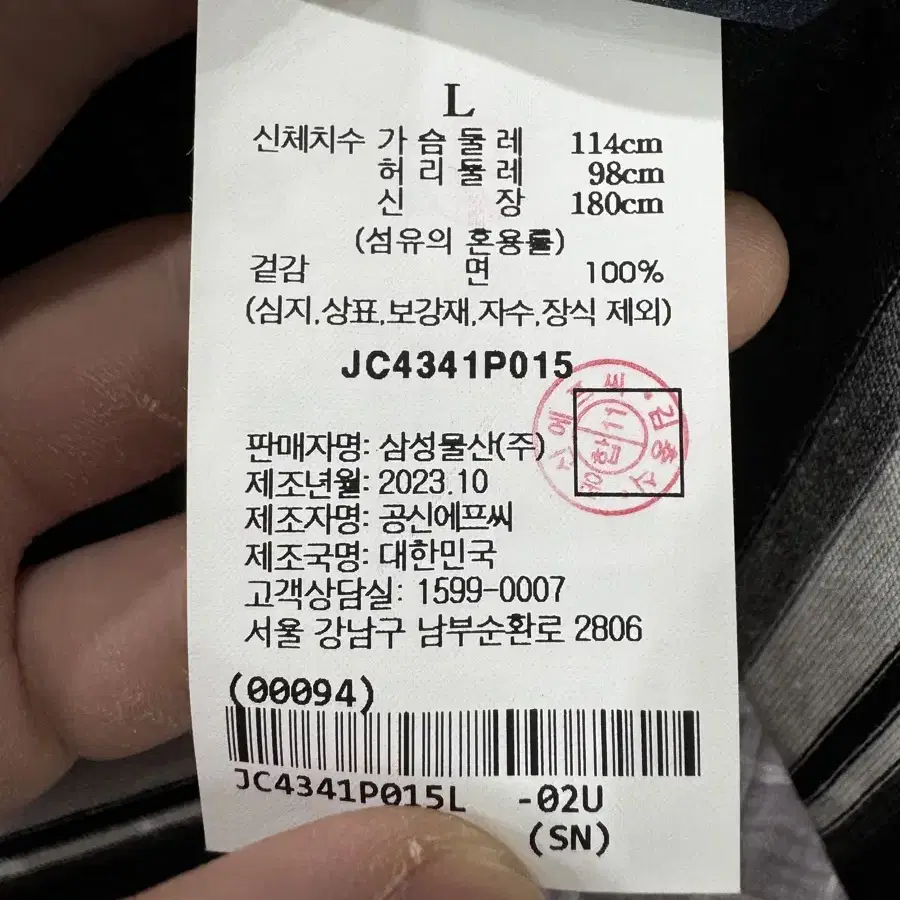 L
신체치수 가 슴 둘 레 114cm
허 리 둘 레 98cm
신 장 180cm
(섬유의 혼용률)
겉감 면 100%
(심지,상표,보강재,자수,장식 제외)
JC4341P015
판매자명: 삼성물산(주)
제조년월: 2023.10
제조자명: 공신에프씨
제조국명: 대한민국
고객상담실: 1599-0007
서울 강남구 남부순환로 2806
(00094)
JC4341P015L -02U
(SN)